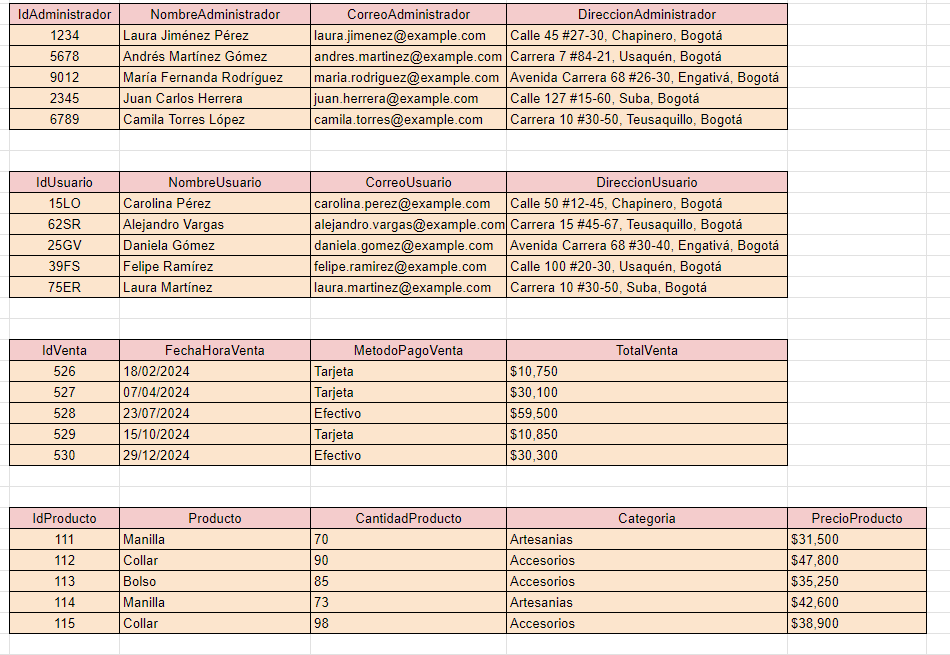 IdAdministrador NombreAdministrador CorreoAdministrador DireccionAdministrador
1234 Laura Jiménez Pérez laura.jimenez@example.com Calle 45 #27-30, Chapinero, Bogotá
5678 Andrés Martínez Gómez andres.martinez@example.com Carrera 7 #84-21, Usaquén, Bogotá
9012 María Fernanda Rodríguez maria.rodriguez@example.com Avenida Carrera 68 #26-30, Engativá, Bogotá
2345 Juan Carlos Herrera juan.herrera@example.com Calle 127 #15-60, Suba, Bogotá
6789 Camila Torres López camila.torres@example.com Carrera 10 #30-50, Teusaquillo, Bogotá
IdUsuario NombreUsuario CorreoUsuario DireccionUsuario
15LO Carolina Pérez carolina.perez@example.com Calle 50 #12-45, Chapinero, Bogotá
62SR Alejandro Vargas alejandro.vargas@example.com Carrera 15 #45-67, Teusaquillo, Bogotá
25GV Daniela Gómez daniela.gomez@example.com Avenida Carrera 68 #30-40, Engativá, Bogotá
39FS Felipe Ramírez felipe.ramirez@example.com Calle 100 #20-30, Usaquén, Bogotá
75ER Laura Martínez laura.martinez@example.com Carrera 10 #30-50, Suba, Bogotá
IdVenta FechaHoraVenta MetodoPagoVenta TotalVenta
526 18/02/2024 Tarjeta $10,750
527 07/04/2024 Tarjeta $30,100
528 23/07/2024 Efectivo $59,500
529 15/10/2024 Tarjeta $10,850
530 29/12/2024 Efectivo $30,300
IdProducto Producto CantidadProducto Categoria PrecioProducto
111 Manilla 70 Artesanias $31,500
112 Collar 90 Accesorios $47,800
113 Bolso 85 Accesorios $35,250
114 Manilla 73 Artesanias $42,600
115 Collar 98 Accesorios $38,900